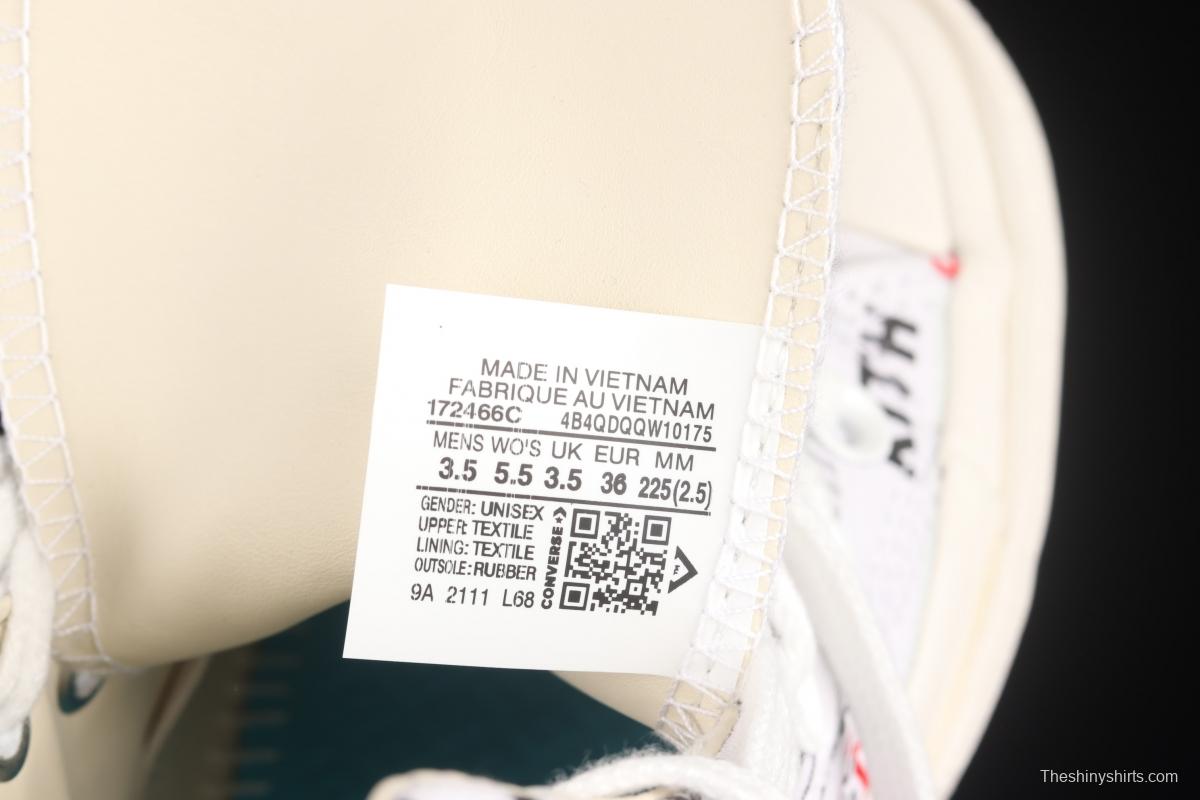 MADE IN VIETNAM
FABRIQUE AU VIETNAM
172466C 4B4QDQQW10175
MENS WO'S UK EUR MM
3.5 5.5 3.5 36 225(2.5)
GENDER: UNISEX
UPPER: TEXTILE
LINING: TEXTILE
OUTSOLE: RUBBER
9A 2111 L68
CONVERSE
F
KITH
Theshinyshirts.com